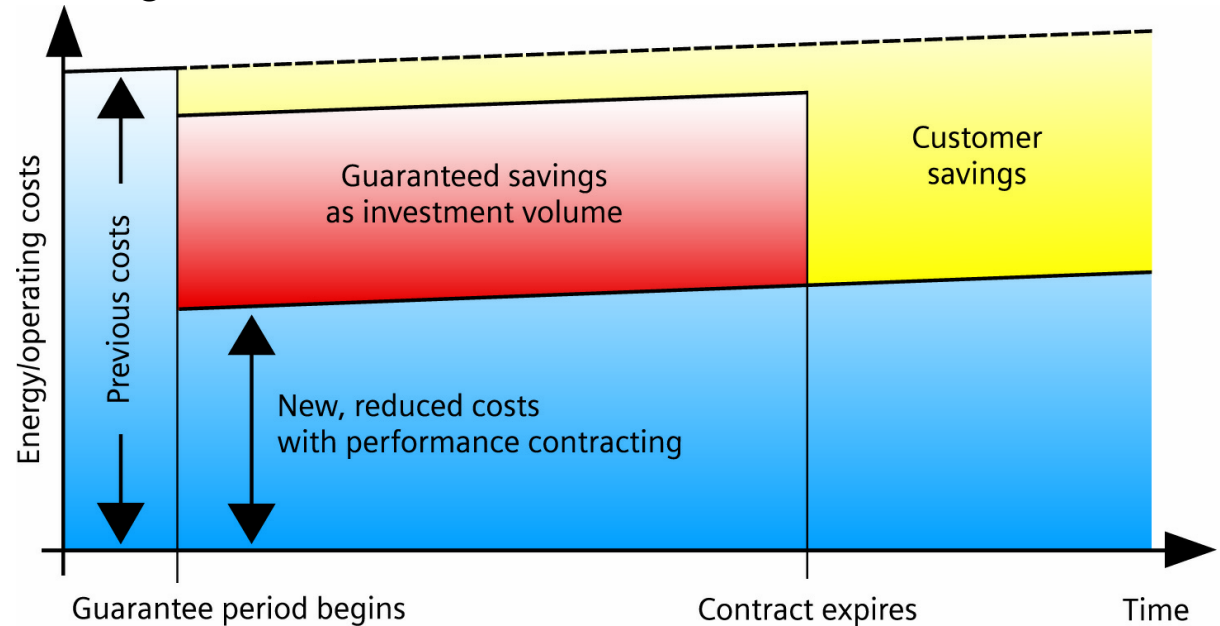 Energy/operating costs
Previous costs
Guaranteed savings
as investment volume
Customer
savings
New, reduced costs
with performance contracting
Guarantee period begins
Contract expires
Time